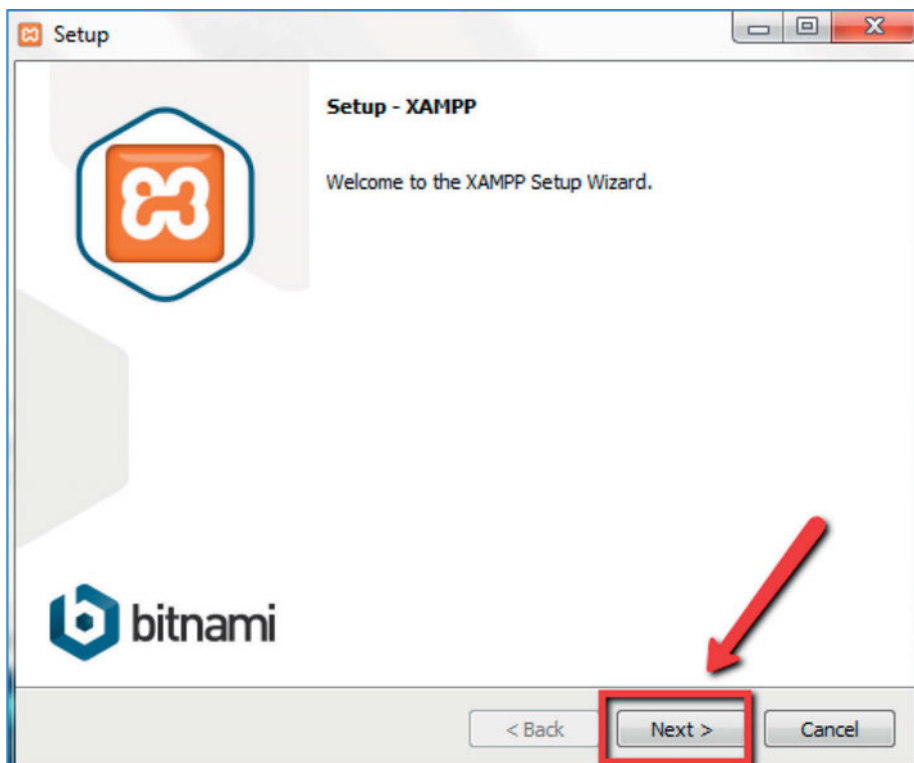 Setup
Setup - XAMPP
Welcome to the XAMPP Setup Wizard.
bitnami
< Back
Next >
Cancel